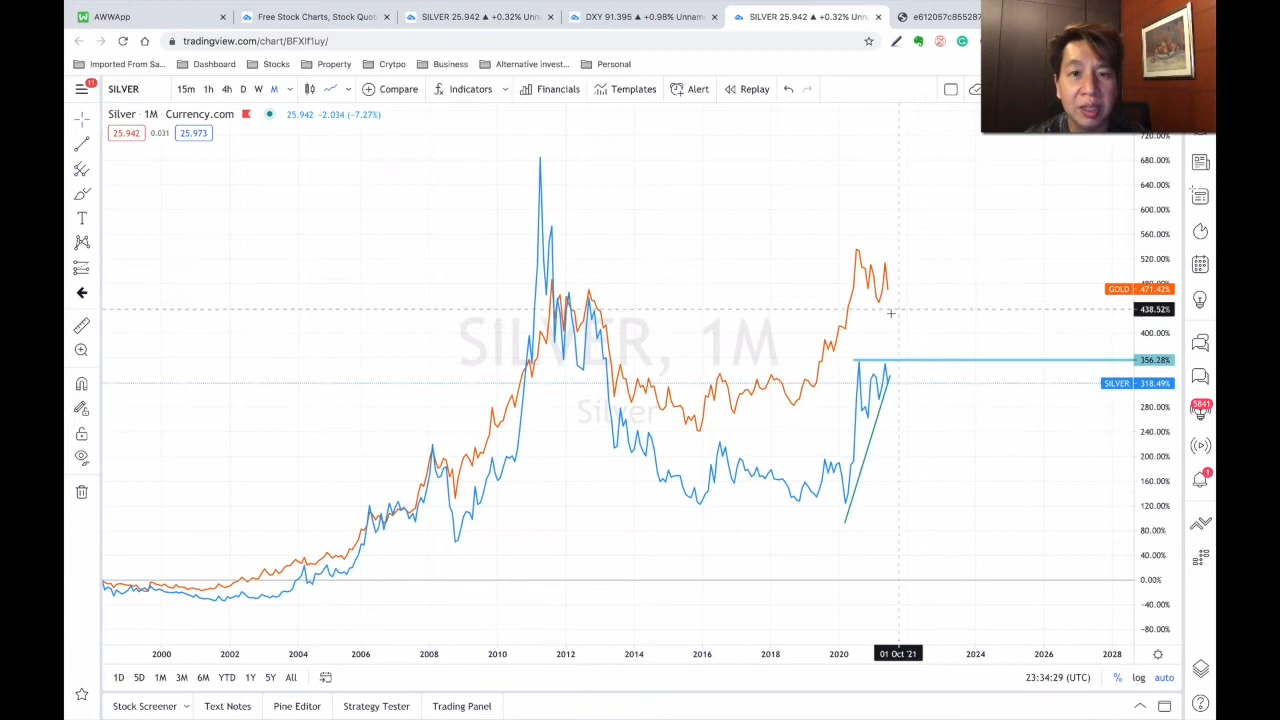 AWWApp
Free Stock Charts, Stock Quot
SILVER 25.942 ▲ +0.33% Unn
DXY 91.395 ▲ +0.98% Unnam
SILVER 25.942 ▲ +0.32% Unn
e612057c855287
tradingview.com/chart/BFXlf1uy/
Imported From Sa...
Dashboard
Stocks
Property
Crytpo
Business
Alternative invest...
Personal
11
SILVER
15m 1h 4h D W M
Compare
Indicators
Financials
Templates
Alert
Replay
Silver · 1M · Currency.com
25.942 −2.034 (−7.27%)
25.942 0.031 25.973
SILVER, 1M
Silver
720.00%
680.00%
640.00%
600.00%
560.00%
520.00%
GOLD 471.42%
438.52%
400.00%
356.28%
SILVER 318.49%
280.00%
240.00%
200.00%
160.00%
120.00%
80.00%
40.00%
0.00%
−40.00%
−80.00%
5841
1
2000 2002 2004 2006 2008 2010 2012 2014 2016 2018 2020 01 Oct '21 2024 2026 2028
1D 5D 1M 3M 6M YTD 1Y 5Y All
23:34:29 (UTC)
% log auto
Stock Screener
Text Notes
Pine Editor
Strategy Tester
Trading Panel